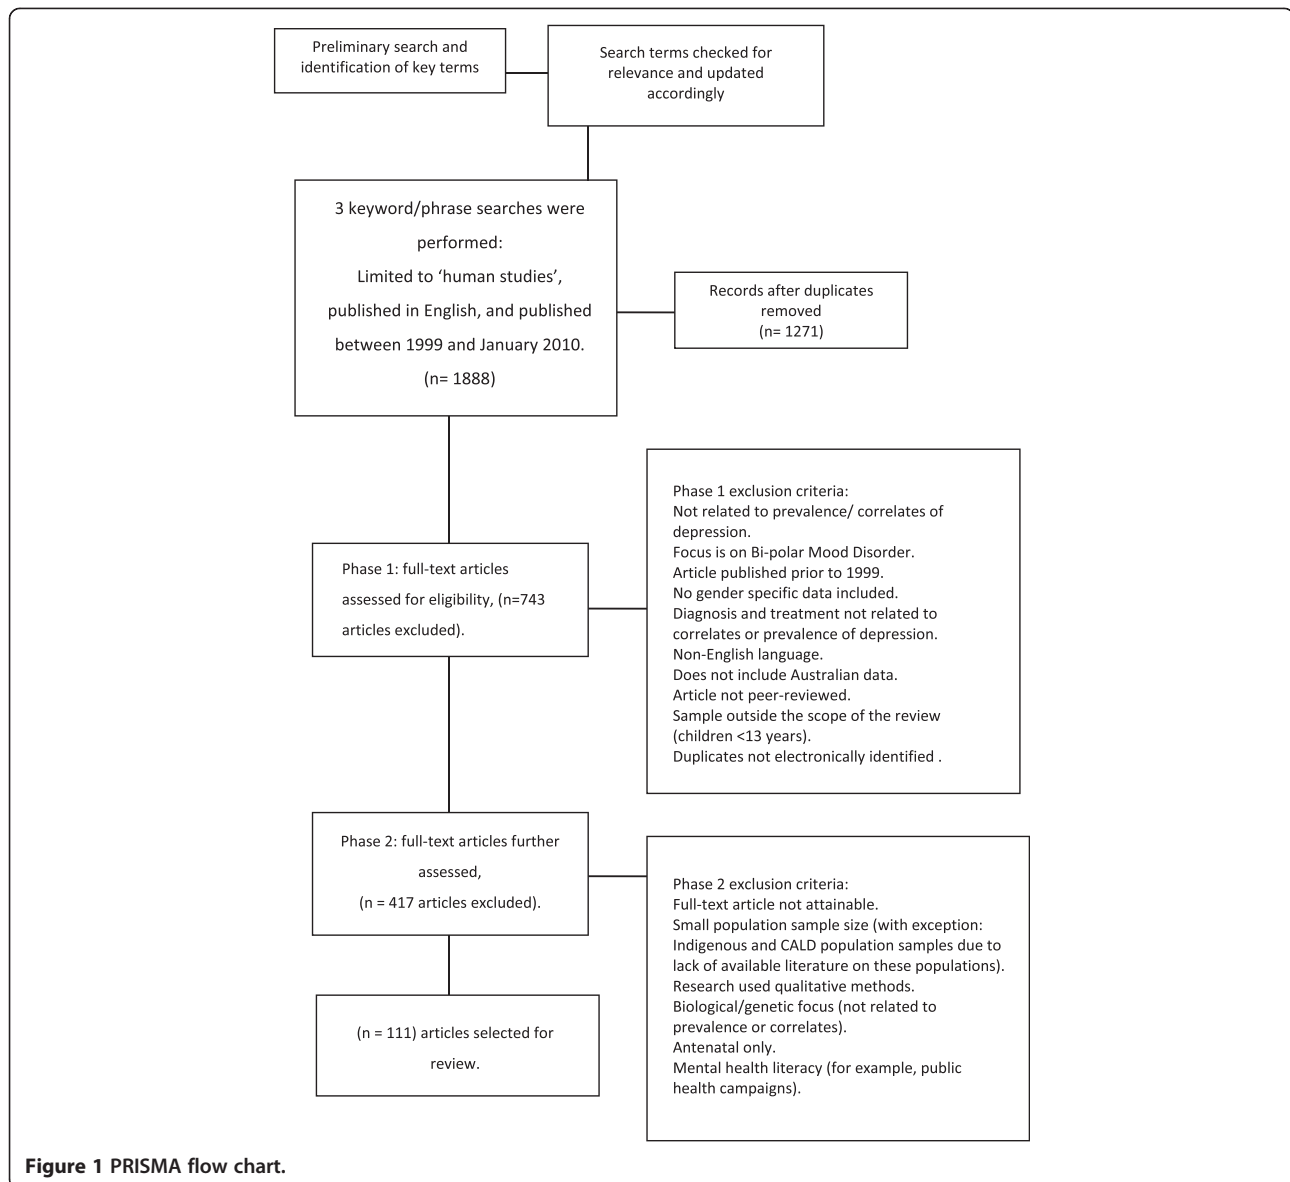 Preliminary search and
identification of key terms
Search terms checked for
relevance and updated
accordingly
3 keyword/phrase searches were
performed:
Limited to ‘human studies’,
published in English, and published
between 1999 and January 2010.
(n= 1888)
Records after duplicates
removed
(n= 1271)
Phase 1: full-text articles
assessed for eligibility, (n=743
articles excluded).
Phase 1 exclusion criteria:
Not related to prevalence/ correlates of
depression.
Focus is on Bi-polar Mood Disorder.
Article published prior to 1999.
No gender specific data included.
Diagnosis and treatment not related to
correlates or prevalence of depression.
Non-English language.
Does not include Australian data.
Article not peer-reviewed.
Sample outside the scope of the review
(children <13 years).
Duplicates not electronically identified .
Phase 2: full-text articles further
assessed,
(n = 417 articles excluded).
Phase 2 exclusion criteria:
Full-text article not attainable.
Small population sample size (with exception:
Indigenous and CALD population samples due to
lack of available literature on these populations).
Research used qualitative methods.
Biological/genetic focus (not related to
prevalence or correlates).
Antenatal only.
Mental health literacy (for example, public
health campaigns).
(n = 111) articles selected for
review.
Figure 1 PRISMA flow chart.